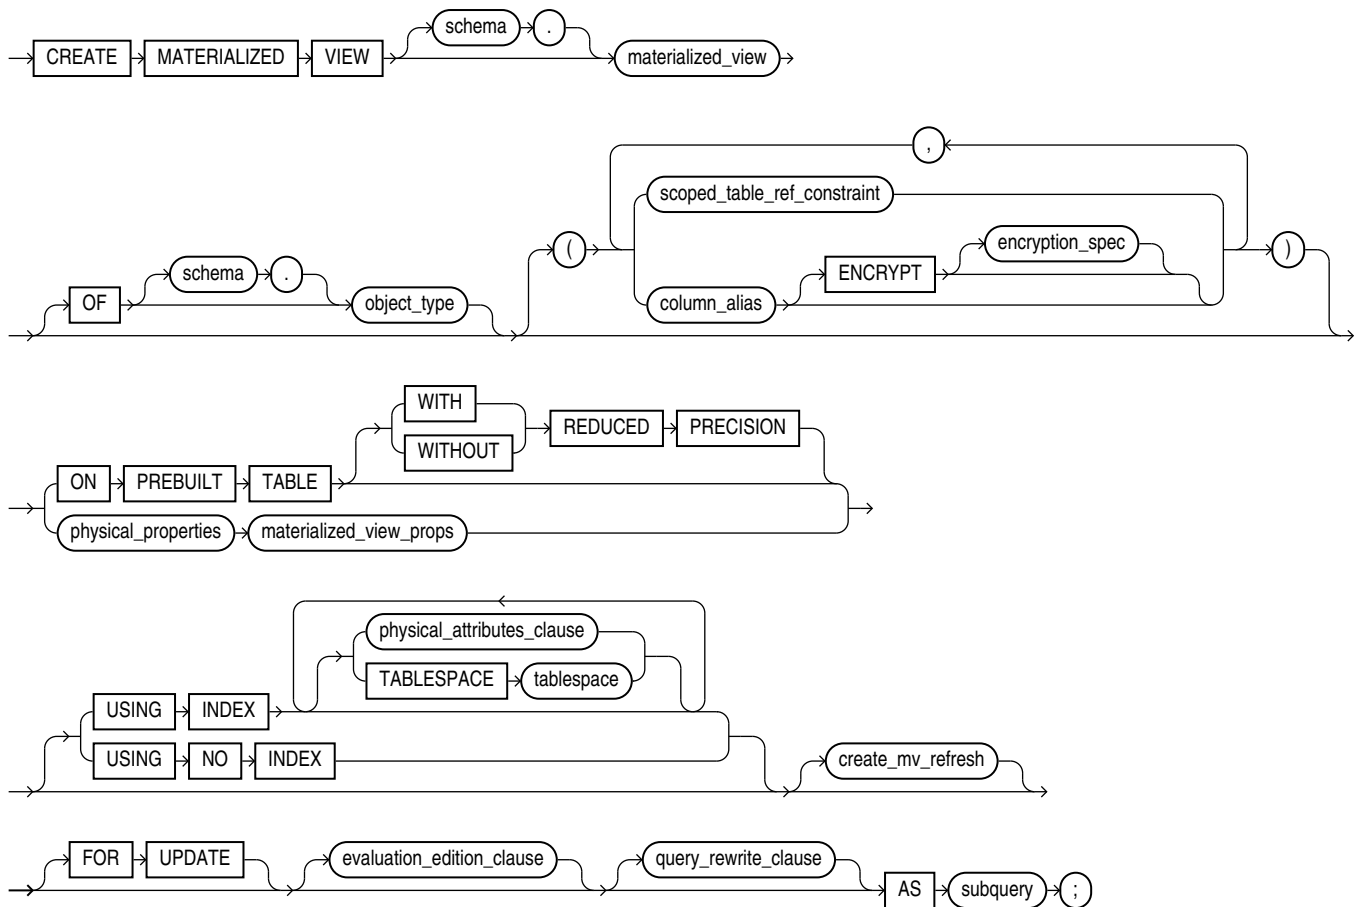 schema .
CREATE MATERIALIZED VIEW materialized_view
,
scoped_table_ref_constraint
( encryption_spec )
schema . ENCRYPT
OF object_type column_alias
WITH
REDUCED PRECISION
WITHOUT
ON PREBUILT TABLE
physical_properties materialized_view_props
physical_attributes_clause
TABLESPACE tablespace
USING INDEX
USING NO INDEX create_mv_refresh
FOR UPDATE evaluation_edition_clause query_rewrite_clause
AS subquery ;